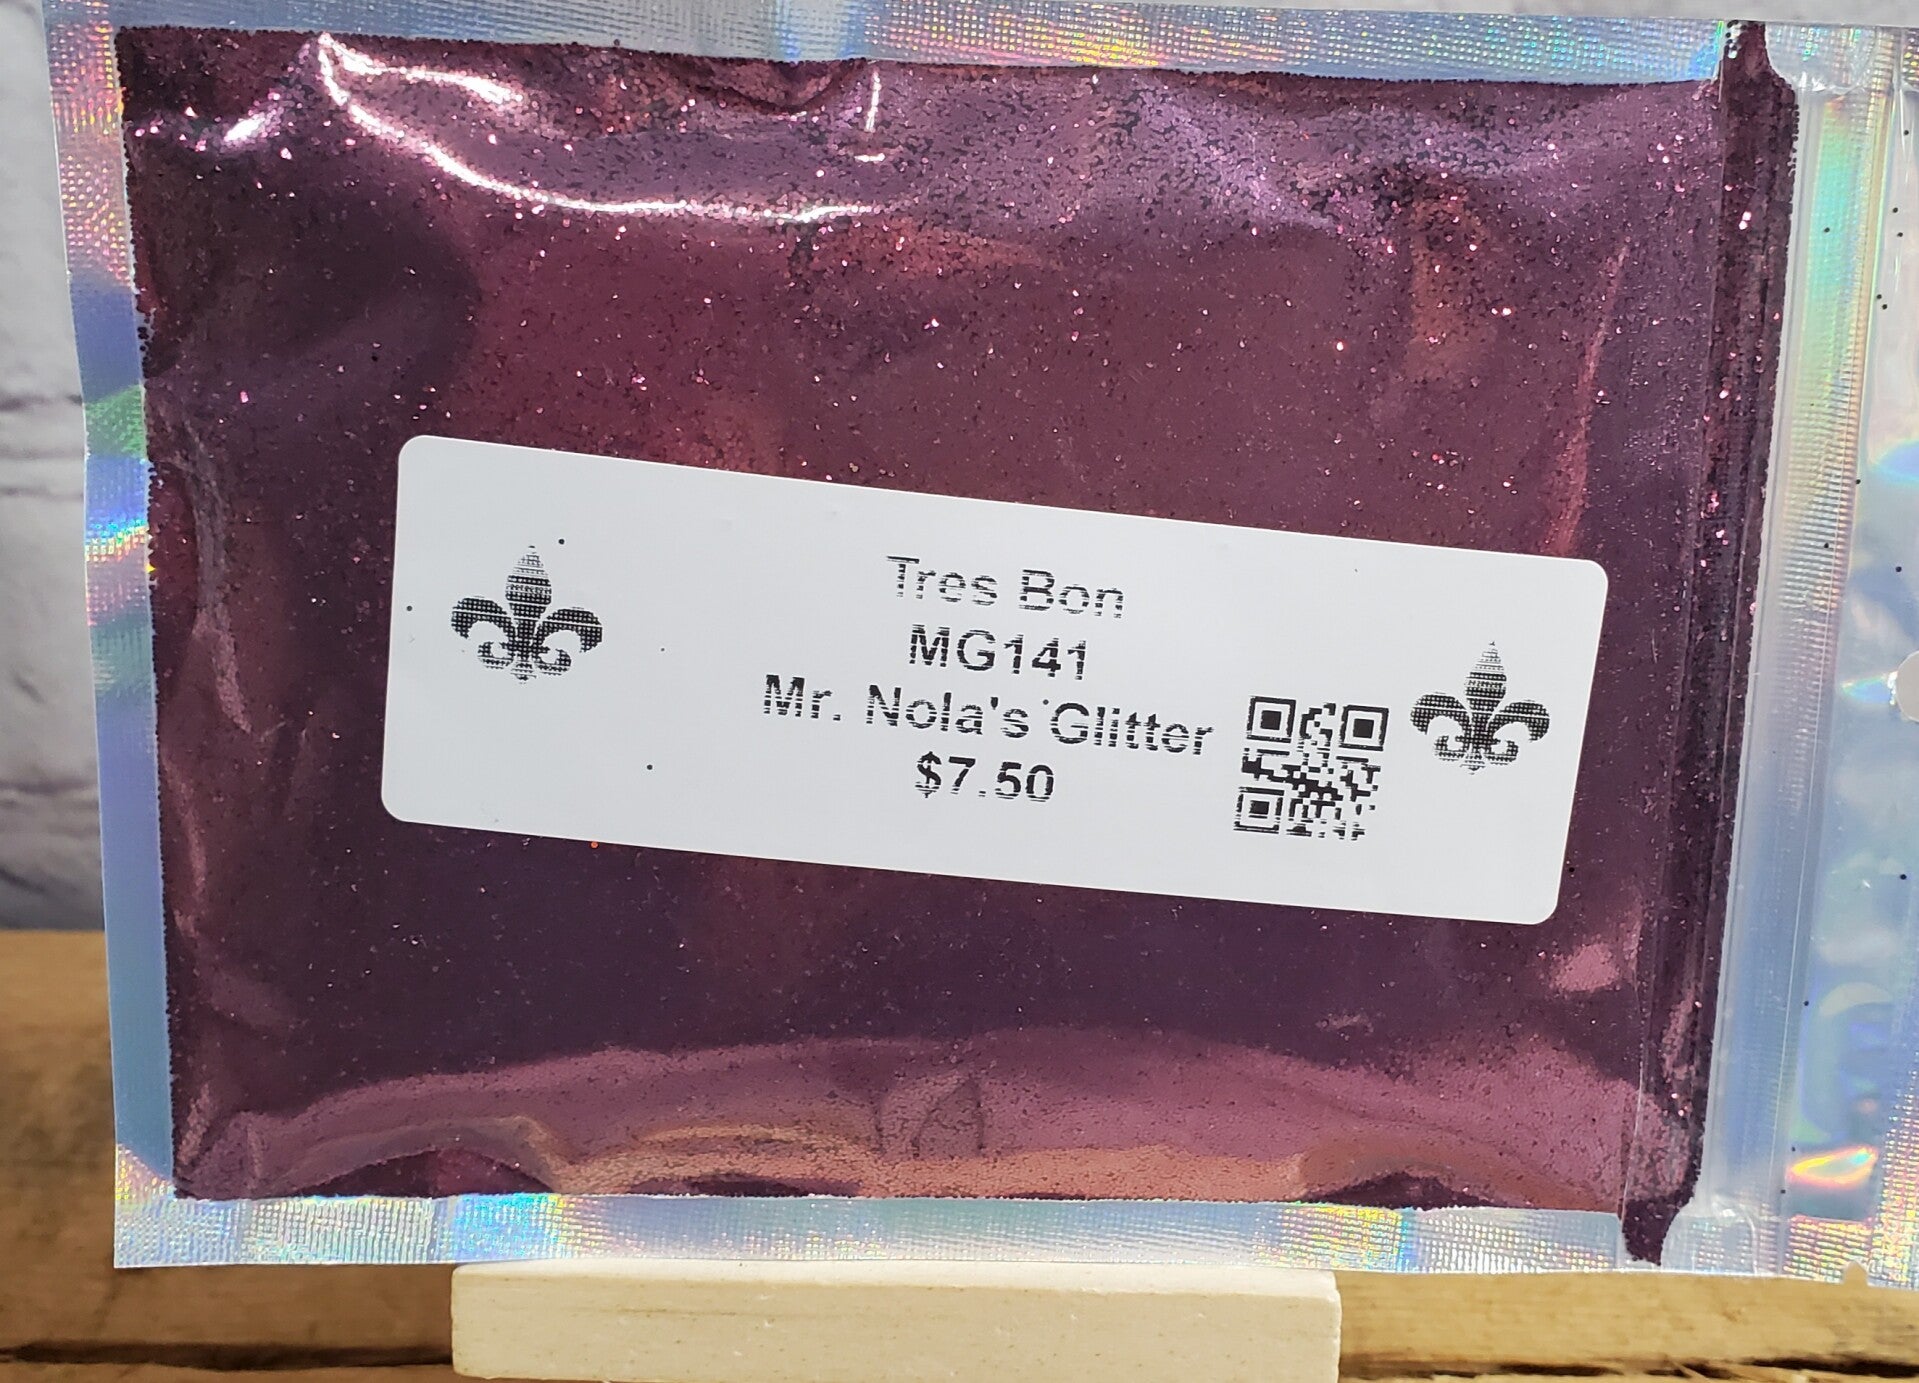 Tres Bon
MG141
Mr. Nola's Glitter
$7.50